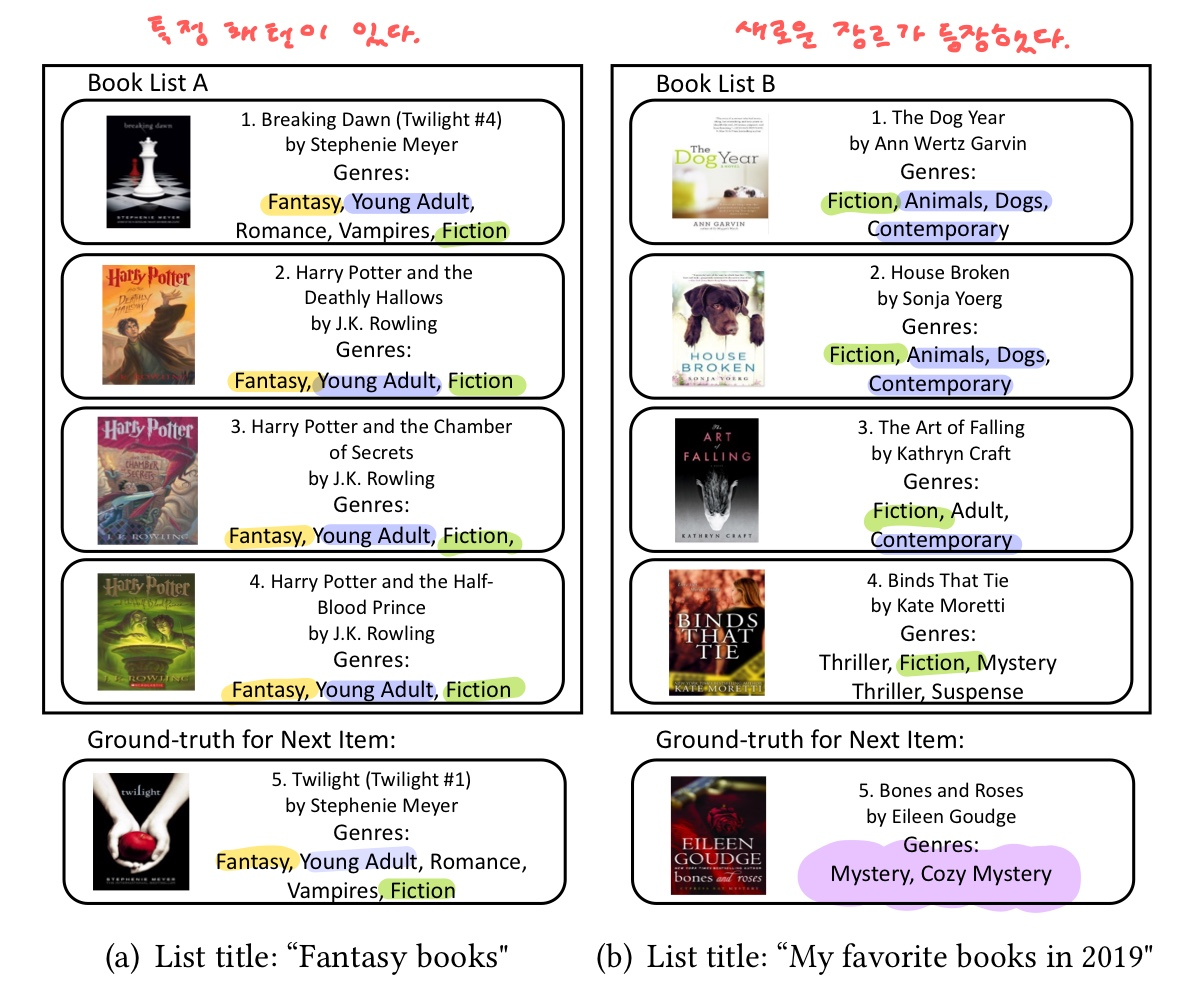 특정 패턴이 있다.
Book List A
breaking dawn
STEPHENIE MEYER
1. Breaking Dawn (Twilight #4)
by Stephenie Meyer
Genres:
Fantasy, Young Adult,
Romance, Vampires, Fiction
Harry Potter
DEATHLY HALLOWS
2. Harry Potter and the
Deathly Hallows
by J.K. Rowling
Genres:
Fantasy, Young Adult, Fiction
Harry Potter
CHAMBER
SECRETS
J. K. ROWLING
3. Harry Potter and the Chamber
of Secrets
by J.K. Rowling
Genres:
Fantasy, Young Adult, Fiction,
Harry Potter
J. K. ROWLING
4. Harry Potter and the Half-
Blood Prince
by J.K. Rowling
Genres:
Fantasy, Young Adult, Fiction
Ground-truth for Next Item:
twilight
STEPHENIE MEYER
5. Twilight (Twilight #1)
by Stephenie Meyer
Genres:
Fantasy, Young Adult, Romance,
Vampires, Fiction
(a) List title: “Fantasy books"
새로운 장르가 등장했다.
Book List B
The
Dog Year
ANN GARVIN
1. The Dog Year
by Ann Wertz Garvin
Genres:
Fiction, Animals, Dogs,
Contemporary
HOUSE
BROKEN
SONJA YOERG
2. House Broken
by Sonja Yoerg
Genres:
Fiction, Animals, Dogs,
Contemporary
The
ART
of
FALLING
KATHRYN CRAFT
3. The Art of Falling
by Kathryn Craft
Genres:
Fiction, Adult,
Contemporary
BINDS
THAT
TIE
KATE MORETTI
4. Binds That Tie
by Kate Moretti
Genres:
Thriller, Fiction, Mystery
Thriller, Suspense
Ground-truth for Next Item:
EILEEN
GOUDGE
bones and roses
5. Bones and Roses
by Eileen Goudge
Genres:
Mystery, Cozy Mystery
(b) List title: “My favorite books in 2019"